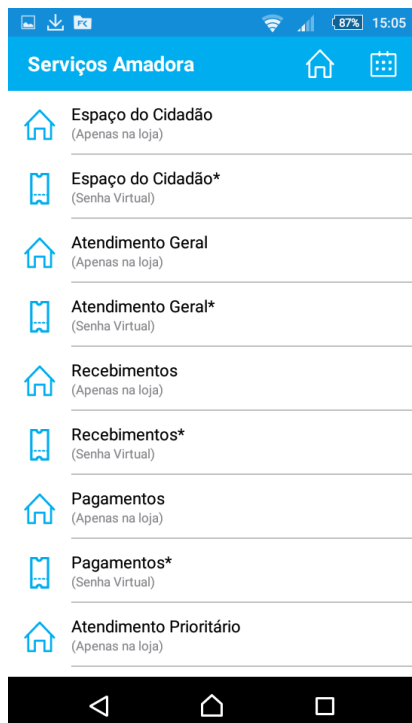 87% 15:05
Serviços Amadora
Espaço do Cidadão
(Apenas na loja)
Espaço do Cidadão*
(Senha Virtual)
Atendimento Geral
(Apenas na loja)
Atendimento Geral*
(Senha Virtual)
Recebimentos
(Apenas na loja)
Recebimentos*
(Senha Virtual)
Pagamentos
(Apenas na loja)
Pagamentos*
(Senha Virtual)
Atendimento Prioritário
(Apenas na loja)